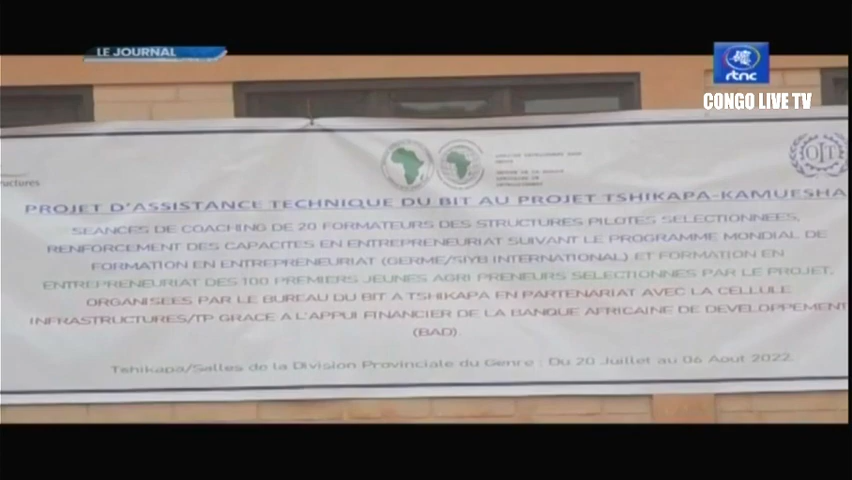 LE JOURNAL
rtnc
CONGO LIVE TV
OIT
PROJET D'ASSISTANCE TECHNIQUE DU BIT AU PROJET TSHIKAPA-KAMUESHA
SEANCES DE COACHING DE 20 FORMATEURS DES STRUCTURES PILOTES SELECTIONNEES,
RENFORCEMENT DES CAPACITES EN ENTREPRENEURIAT SUIVANT LE PROGRAMME MONDIAL DE
FORMATION EN ENTREPRENEURIAT (GERME/SIYB INTERNATIONAL) ET FORMATION EN
ENTREPRENEURIAT DES 100 PREMIERS JEUNES AGRI PRENEURS SELECTIONNES PAR LE PROJET,
ORGANISEES PAR LE BUREAU DU BIT A TSHIKAPA EN PARTENARIAT AVEC LA CELLULE
INFRASTRUCTURES/TP GRACE A L'APPUI FINANCIER DE LA BANQUE AFRICAINE DE DEVELOPPEMENT
(BAD).
Tshikapa/Salles de la Division Provinciale du Genre : Du 20 Juillet au 06 Aout 2022.